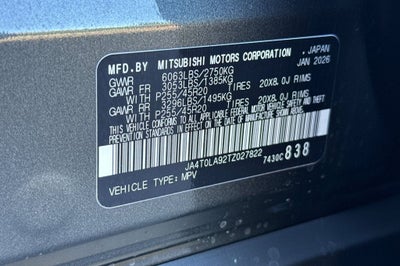 MFD.BY MITSUBISHI MOTORS CORPORATION , JAPAN
GVWR 6063LBS/2750KG JAN 2026
GAWR FR 3053LBS/1385KG
WITH P255/45R20 TIRES 20X8.0J RIMS
GAWR RR 3296LBS/1495KG
WITH P255/45R20 TIRES 20X8.0J RIMS
THIS VEHICLE CONFORMS TO ALL APPLICABLE FEDERAL MOTOR VEHICLE SAFETY, BUMPER, AND THEFT PREVENTION STANDARDS IN EFFECT ON THE DATE OF MANUFACTURE SHOWN ABOVE.
JA4T0LA92TZ027822
7430C 838
VEHICLE TYPE: MPV